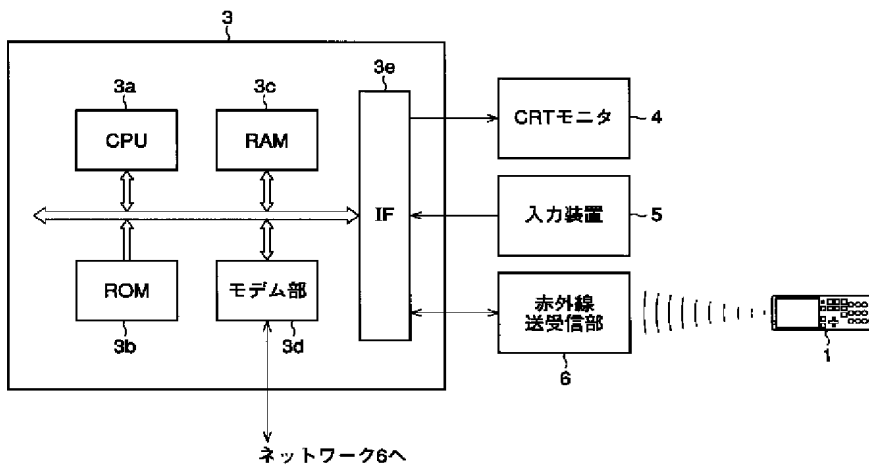 3
3e
3a
3c
CPU
RAM
CRTモニタ
4
IF
入力装置
5
ROM
モデム部
赤外線
送受信部
3b
3d
6
1
ネットワーク6へ